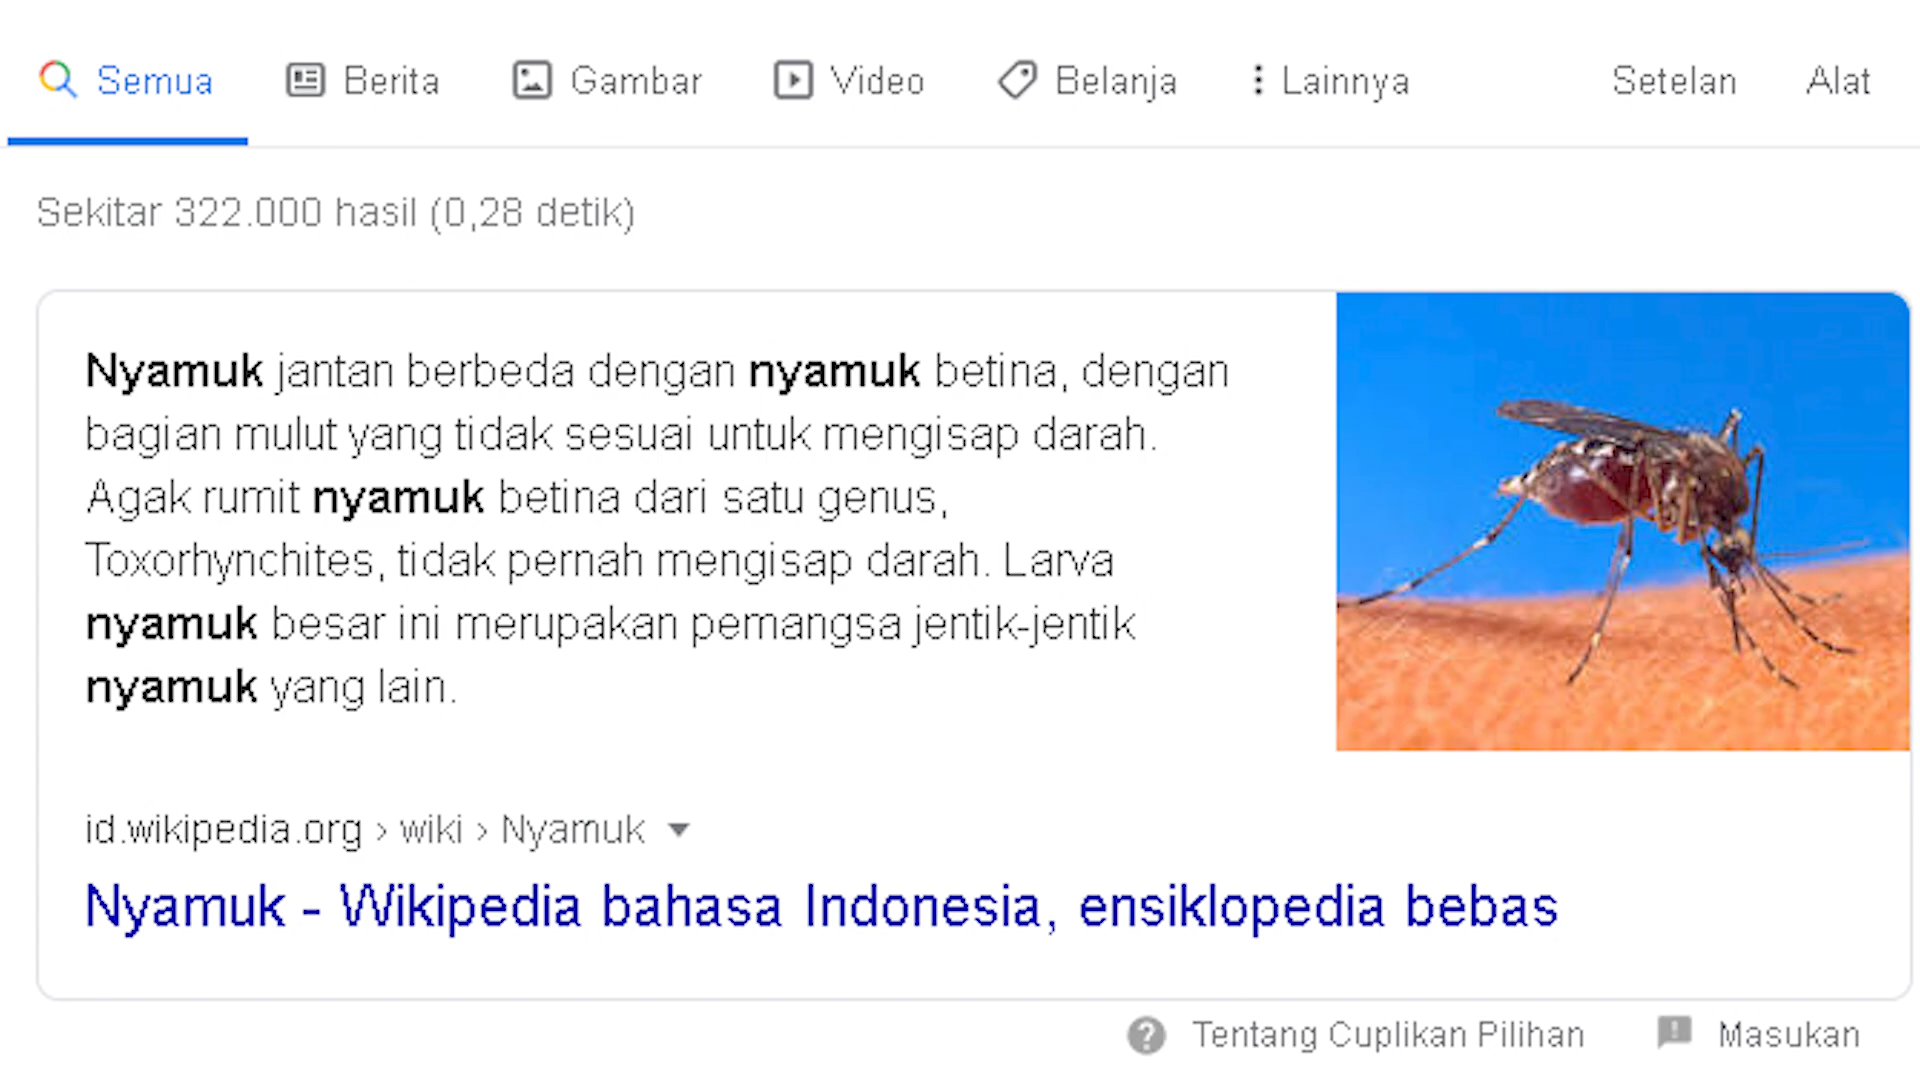 Semua Berita Gambar Video Belanja Lainnya Setelan Alat
Sekitar 322.000 hasil (0,28 detik)
Nyamuk jantan berbeda dengan nyamuk betina, dengan
bagian mulut yang tidak sesuai untuk mengisap darah.
Agak rumit nyamuk betina dari satu genus,
Toxorhynchites, tidak pernah mengisap darah. Larva
nyamuk besar ini merupakan pemangsa jentik-jentik
nyamuk yang lain.
id.wikipedia.org › wiki › Nyamuk
Nyamuk - Wikipedia bahasa Indonesia, ensiklopedia bebas
Tentang Cuplikan Pilihan Masukan